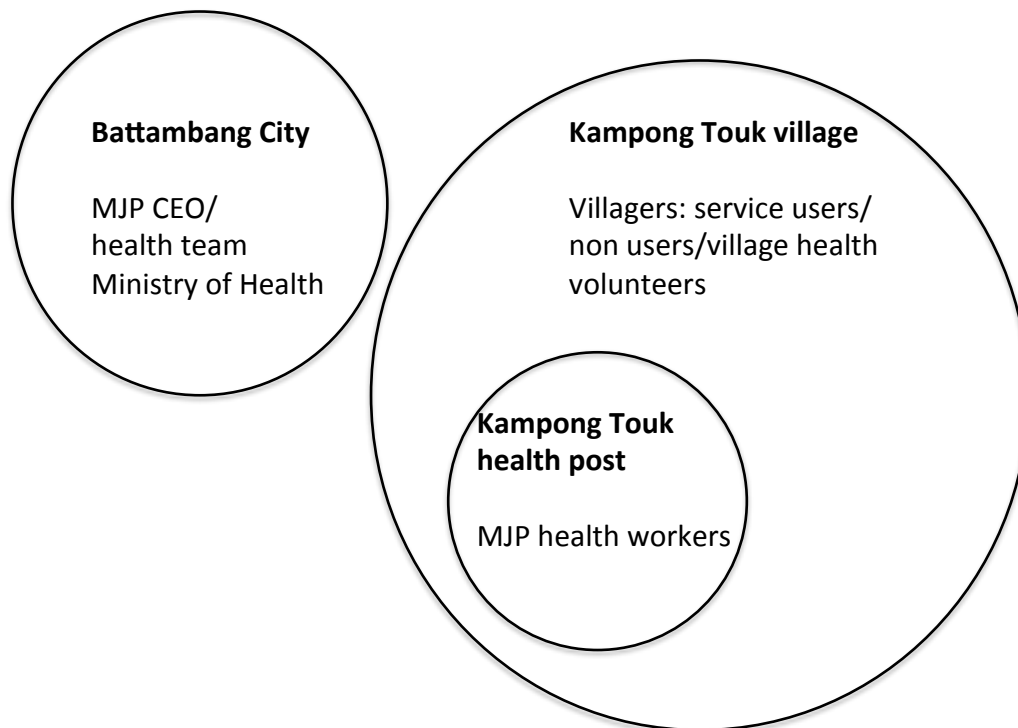 Battambang City
MJP CEO/
health team
Ministry of Health
Kampong Touk village
Villagers: service users/
non users/village health
volunteers
Kampong Touk
health post
MJP health workers